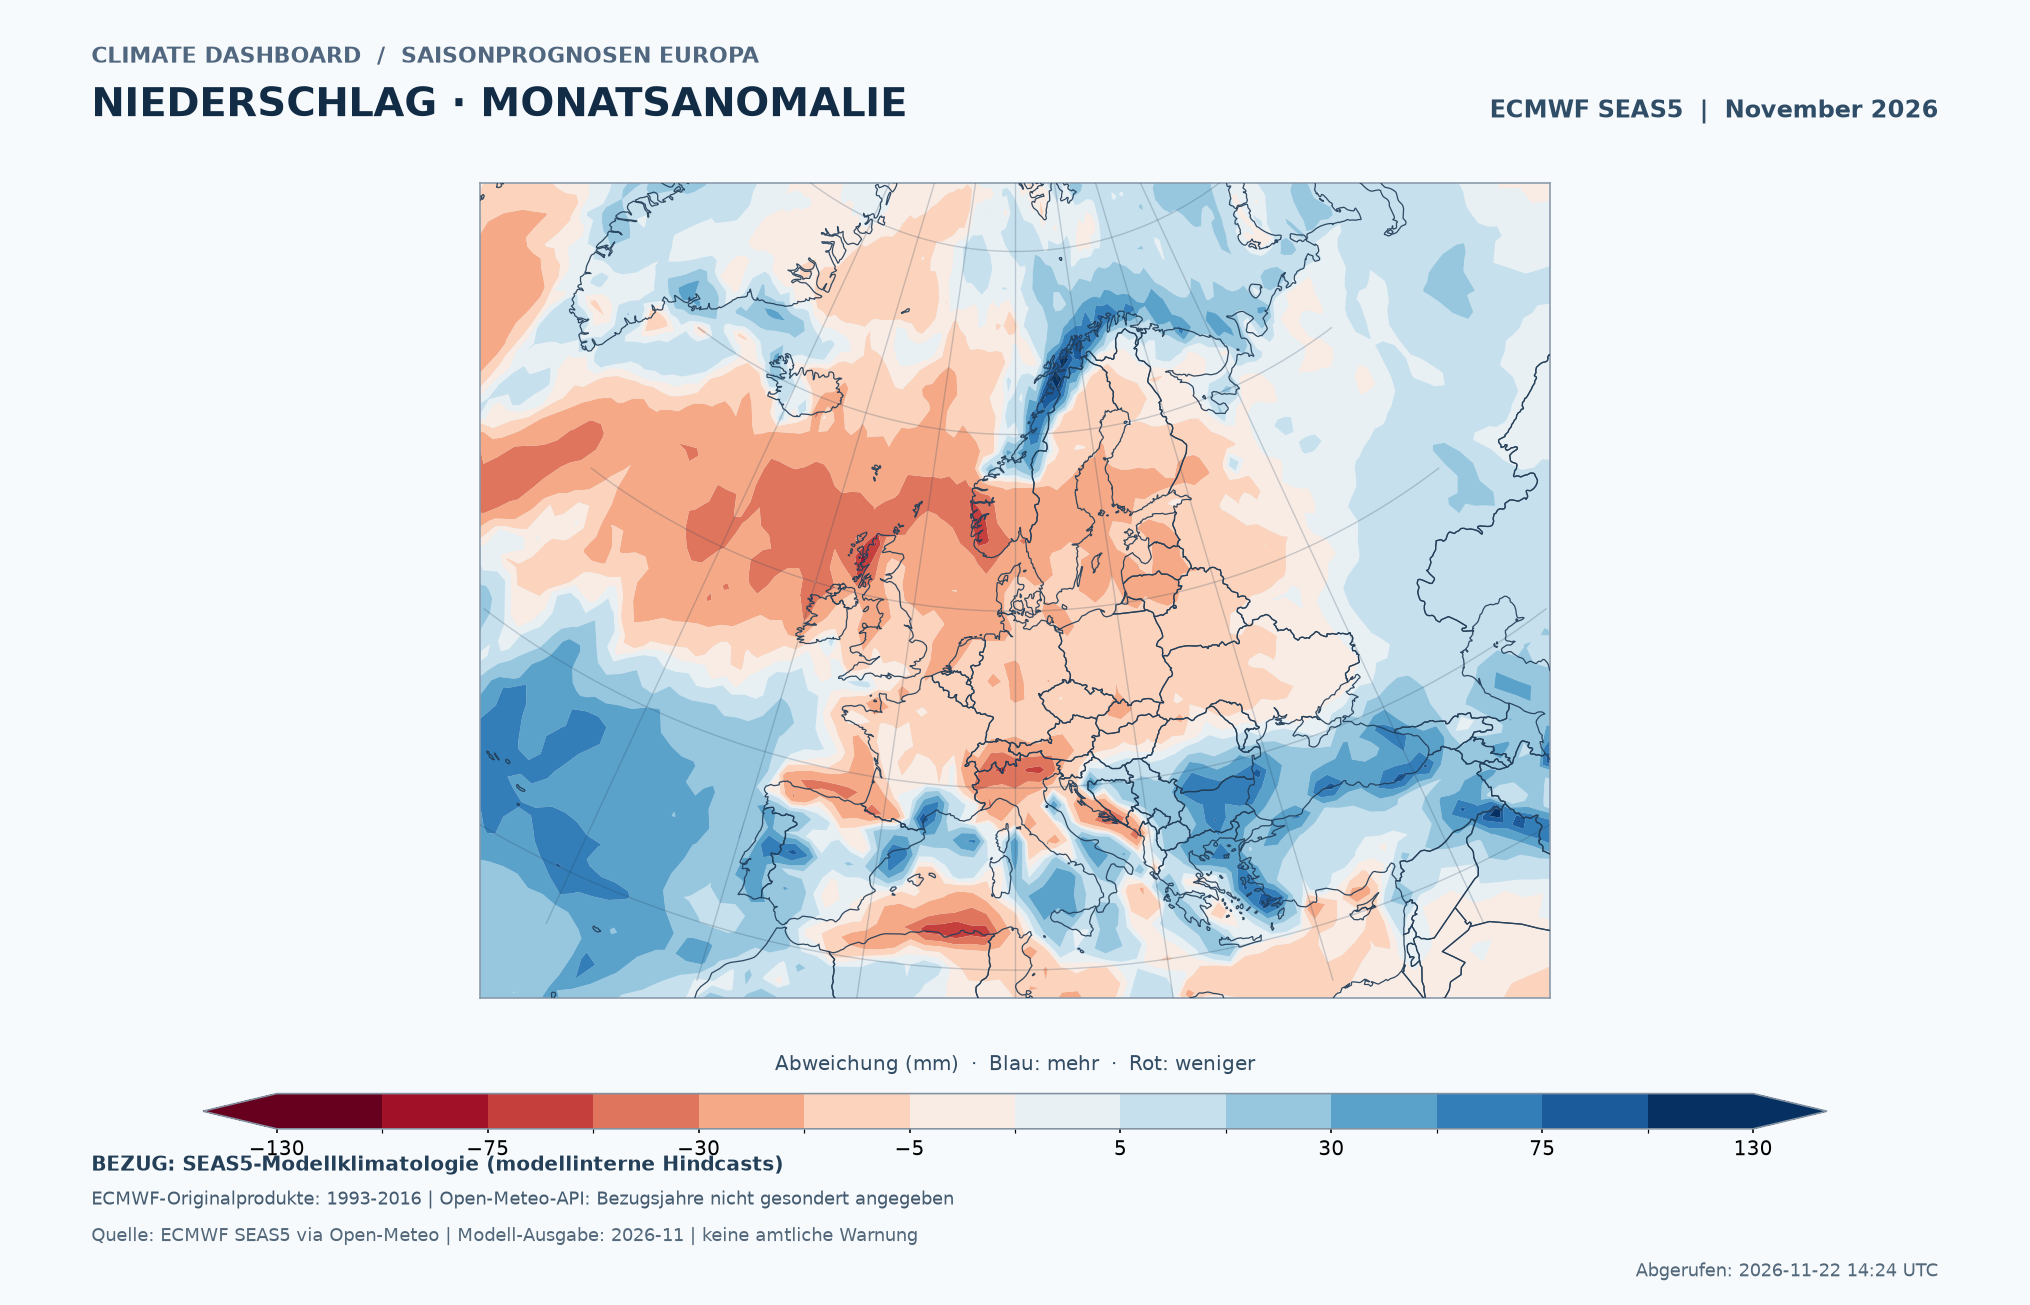 CLIMATE DASHBOARD / SAISONPROGNOSEN EUROPA
NIEDERSCHLAG · MONATSANOMALIE
ECMWF SEAS5 | November 2026
Abweichung (mm) · Blau: mehr · Rot: weniger
−130 −75 −30 −5 5 30 75 130
BEZUG: SEAS5-Modellklimatologie (modellinterne Hindcasts)
ECMWF-Originalprodukte: 1993-2016 | Open-Meteo-API: Bezugsjahre nicht gesondert angegeben
Quelle: ECMWF SEAS5 via Open-Meteo | Modell-Ausgabe: 2026-11 | keine amtliche Warnung
Abgerufen: 2026-11-22 14:24 UTC